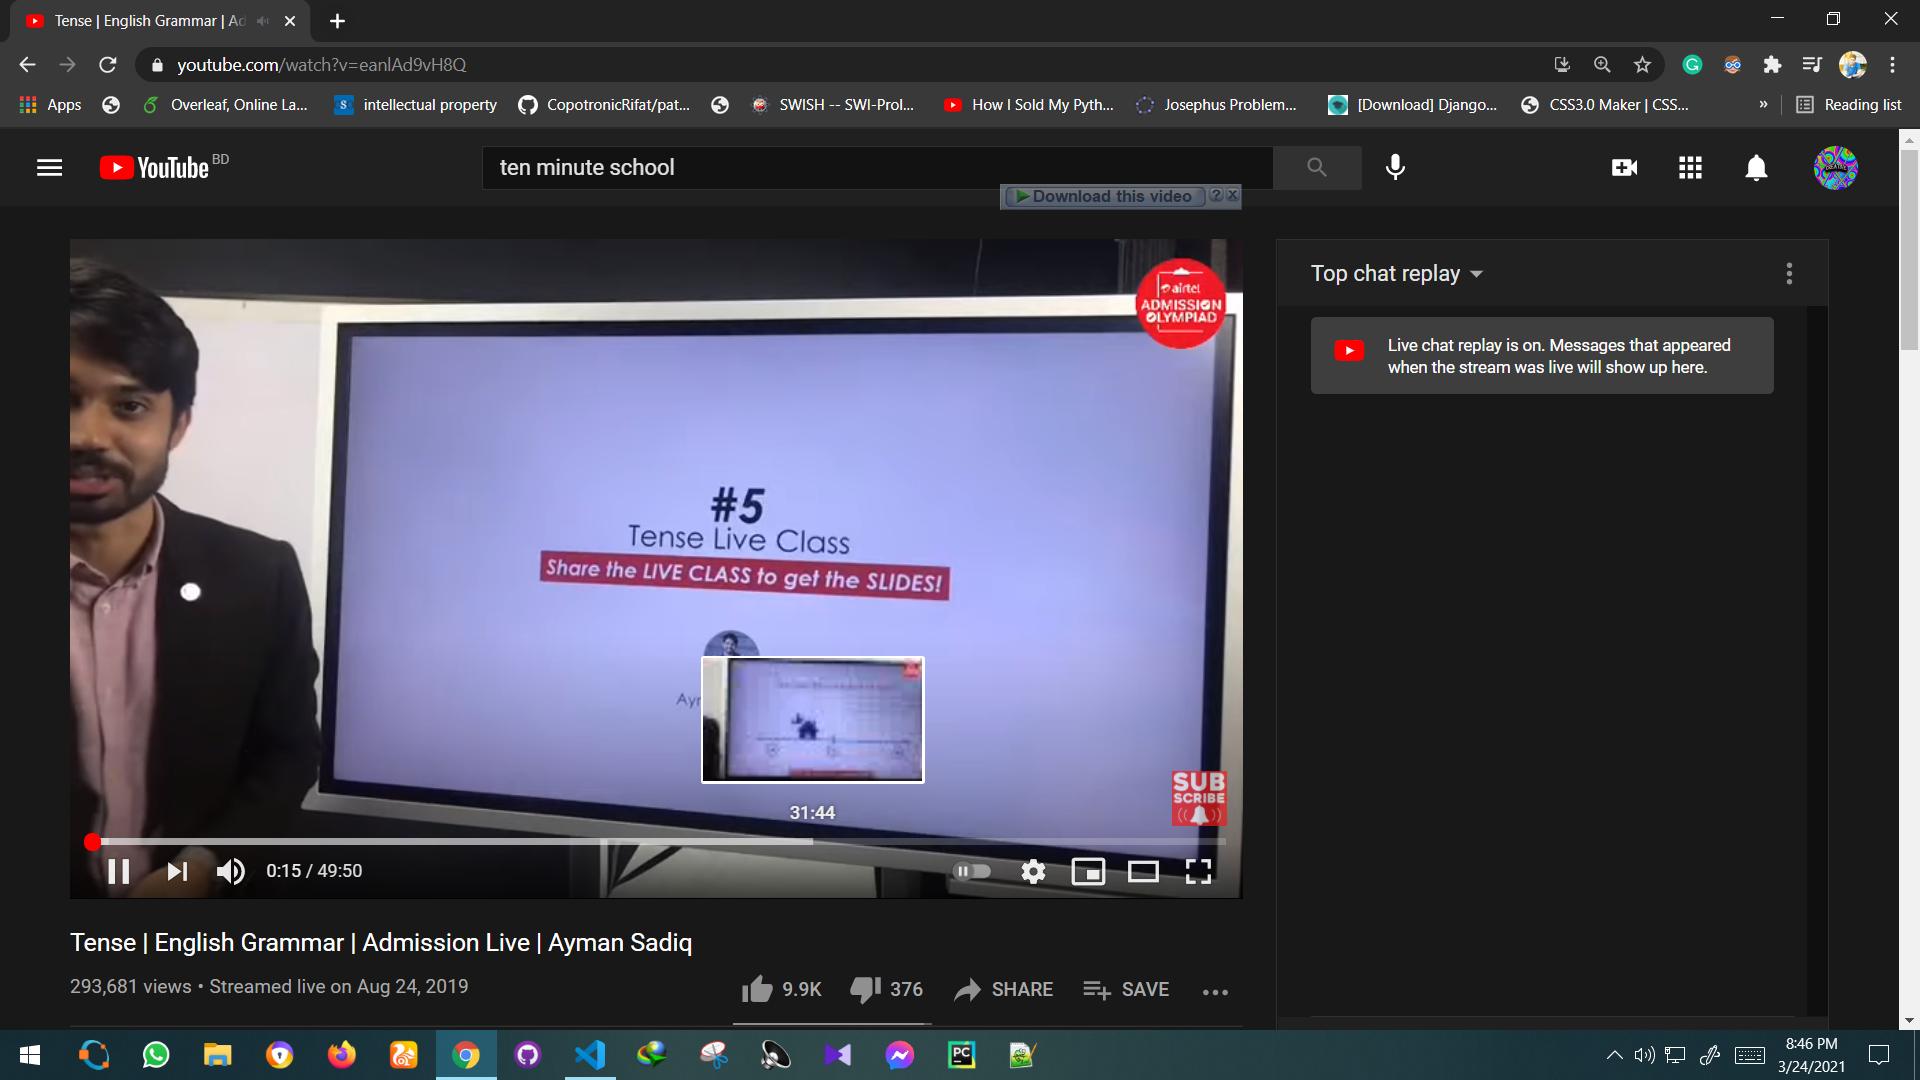 Tense | English Grammar | Ad
youtube.com/watch?v=eanlAd9vH8Q
Apps
Overleaf, Online La...
intellectual property
CopotronicRifat/pat...
SWISH -- SWI-Prol...
How I Sold My Pyth...
Josephus Problem...
[Download] Django...
CSS3.0 Maker | CSS...
»
Reading list
YouTube BD
ten minute school
Download this video
Top chat replay
Live chat replay is on. Messages that appeared
when the stream was live will show up here.
airtel
ADMISSION
OLYMPIAD
#5
Tense Live Class
Share the LIVE CLASS to get the SLIDES!
SUB
SCRIBE
31:44
0:15 / 49:50
Tense | English Grammar | Admission Live | Ayman Sadiq
293,681 views • Streamed live on Aug 24, 2019
9.9K
376
SHARE
SAVE
PC
8:46 PM
3/24/2021